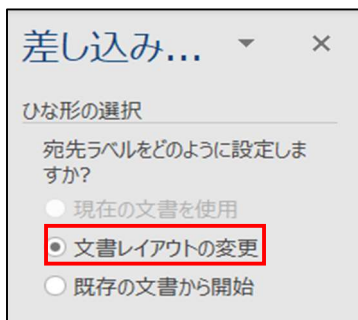 差し込み...
ひな形の選択
宛先ラベルをどのように設定しま
すか?
現在の文書を使用
文書レイアウトの変更
既存の文書から開始